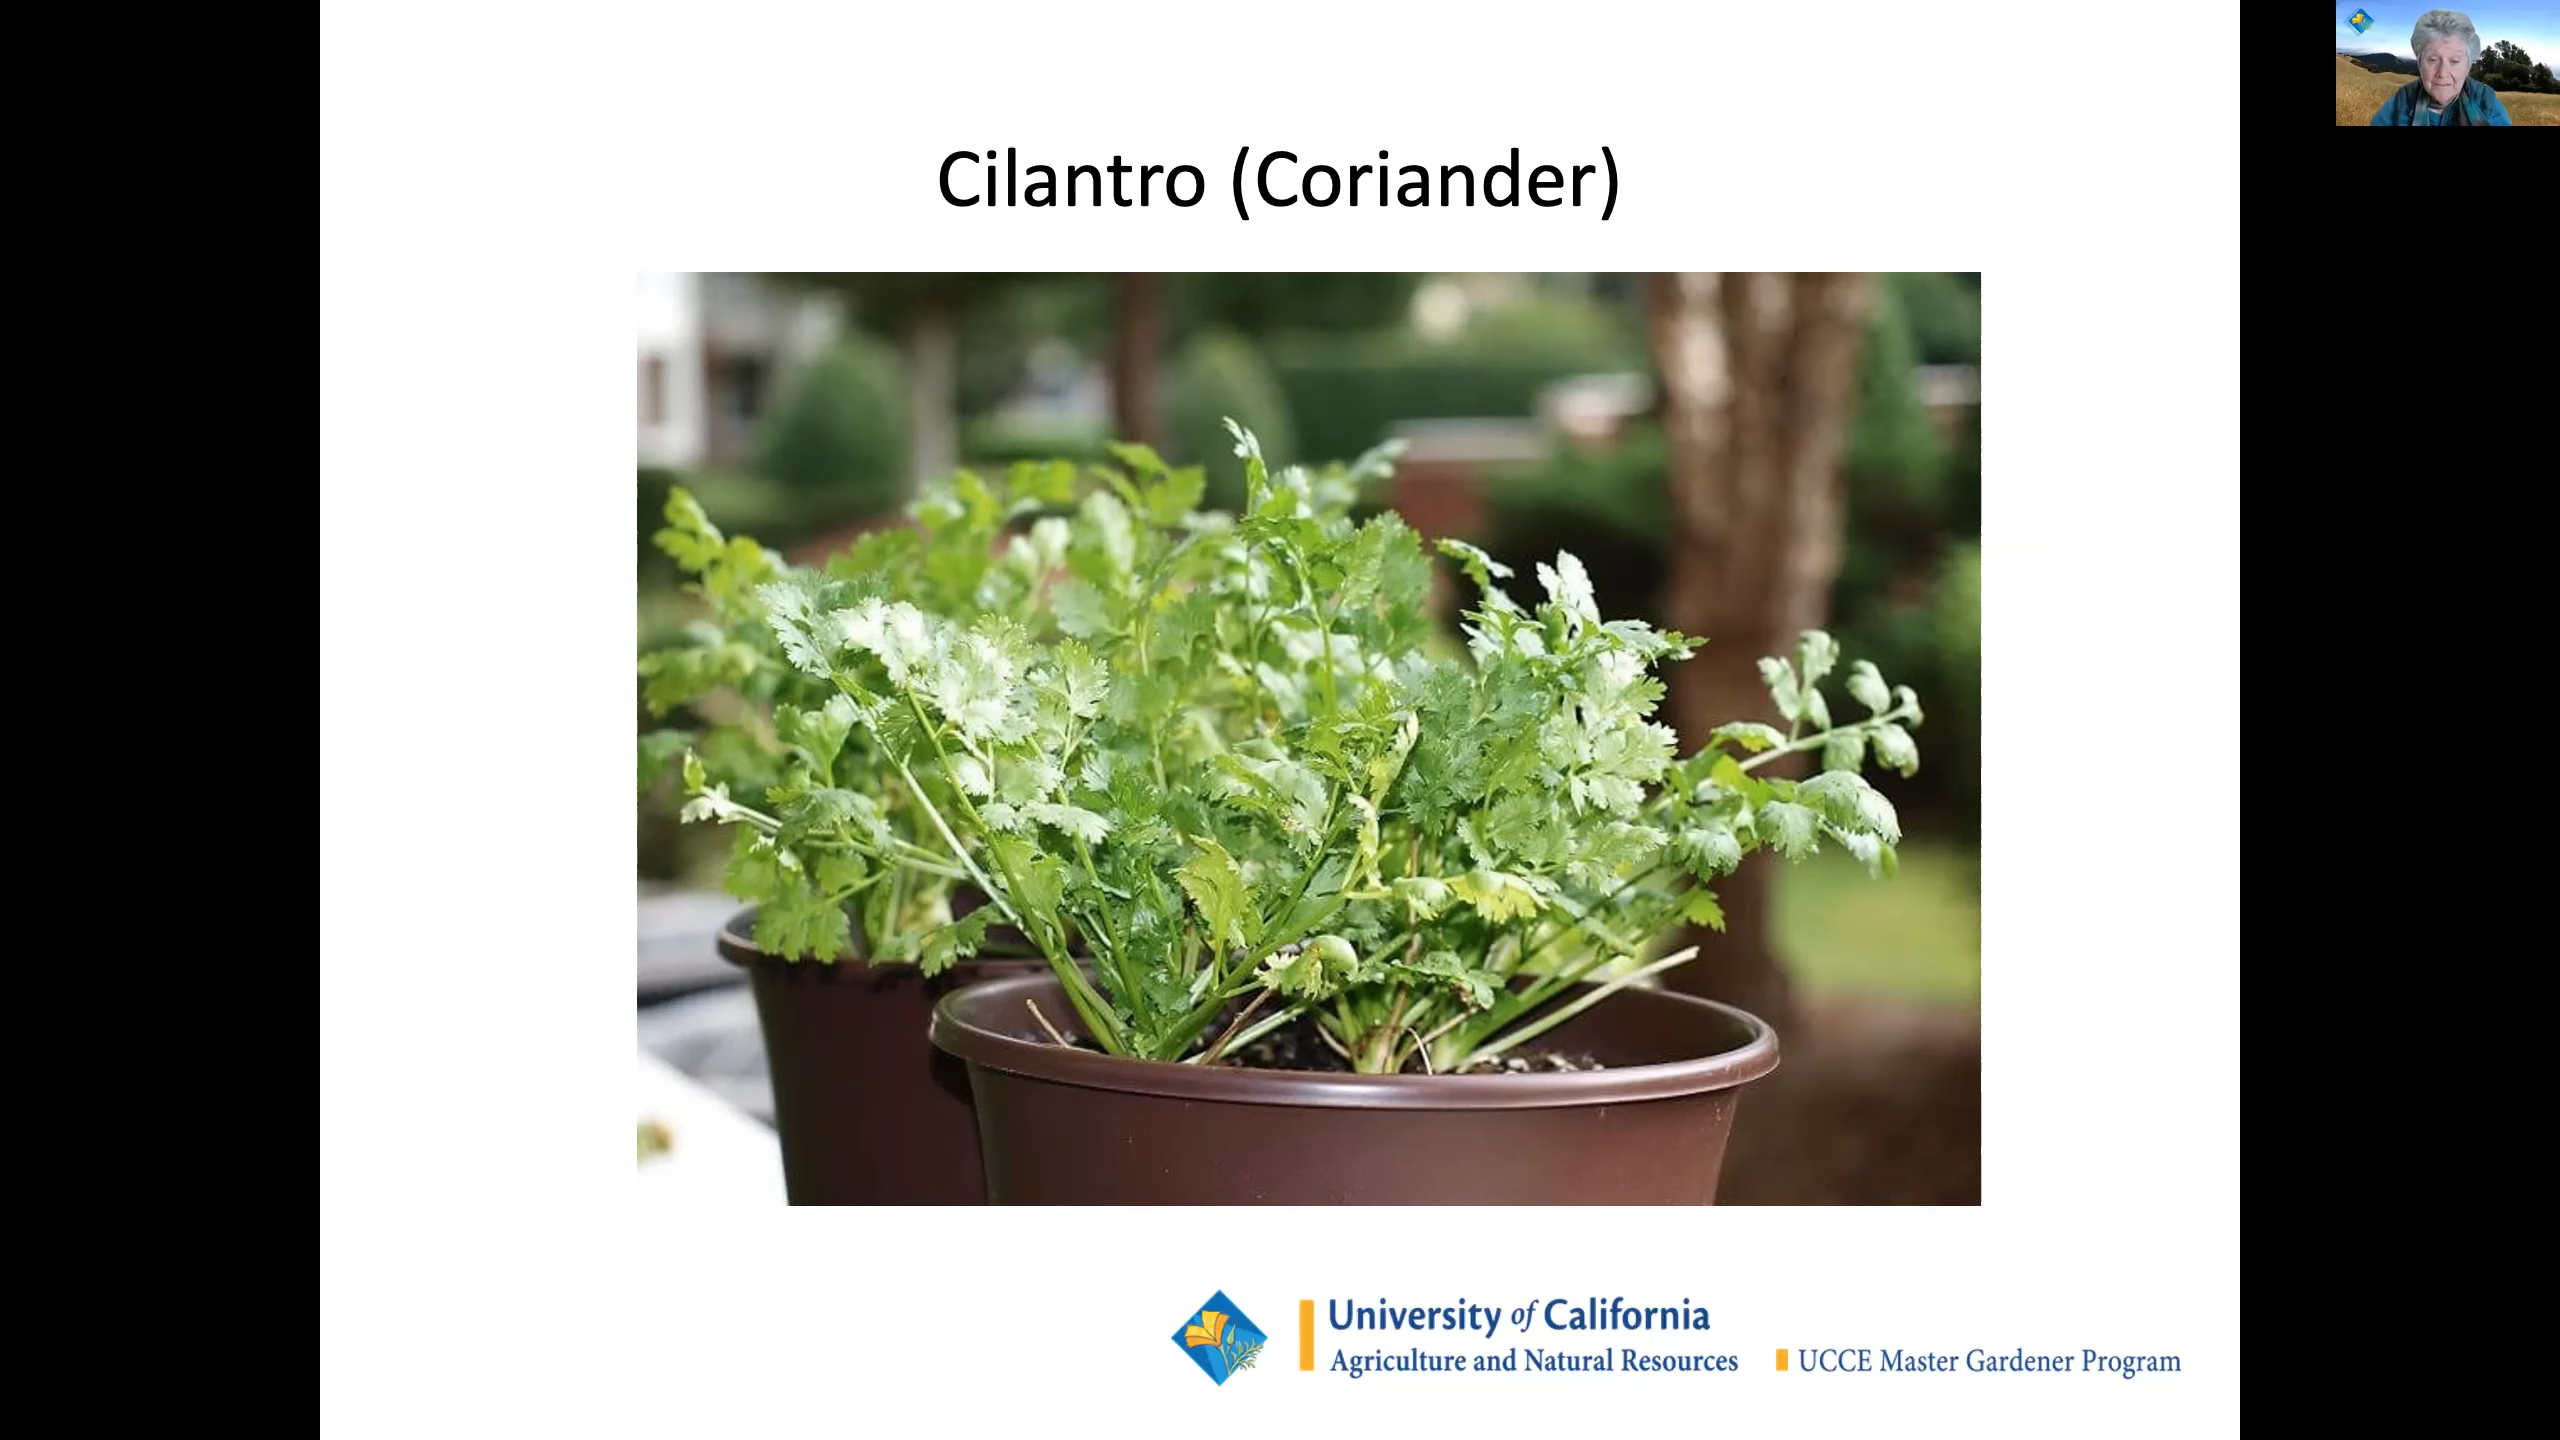 Cilantro (Coriander)
University of California
Agriculture and Natural Resources
UCCE Master Gardener Program